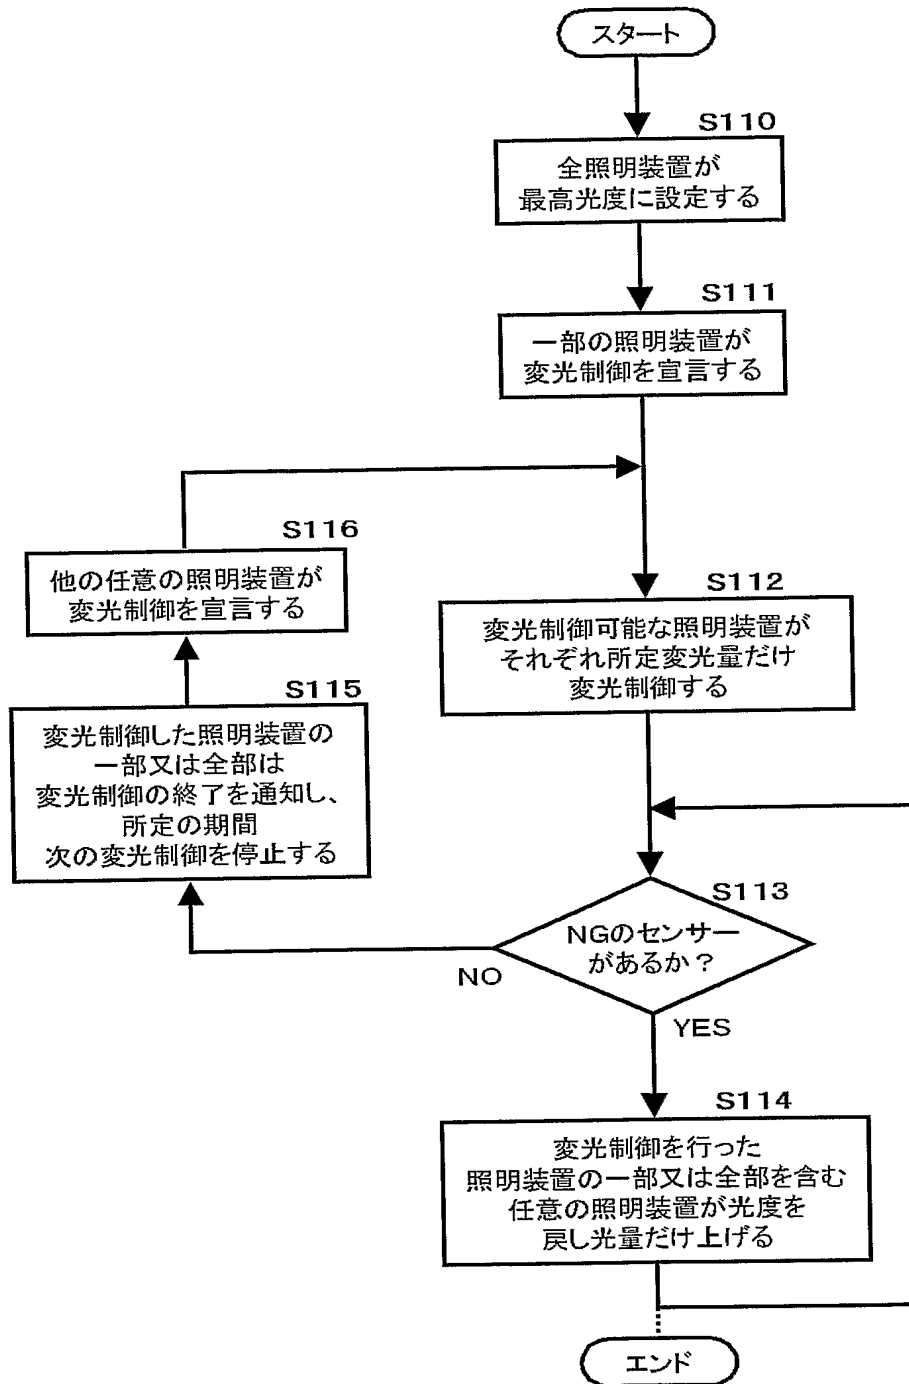 スタート
S110
全照明装置が
最高光度に設定する
S111
一部の照明装置が
変光制御を宣言する
S116
他の任意の照明装置が
変光制御を宣言する
S112
変光制御可能な照明装置が
それぞれ所定変光量だけ
変光制御する
S115
変光制御した照明装置の
一部又は全部は
変光制御の終了を通知し、
所定の期間
次の変光制御を停止する
S113
NGのセンサー
があるか？
NO
YES
S114
変光制御を行った
照明装置の一部又は全部を含む
任意の照明装置が光度を
戻し光量だけ上げる
エンド